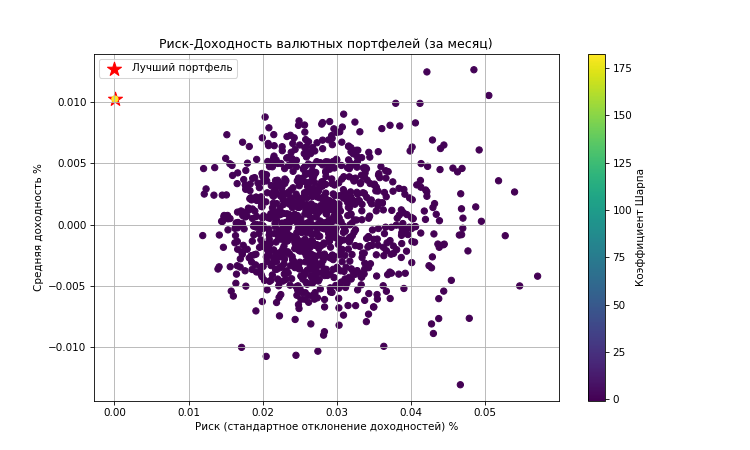 Риск-Доходность валютных портфелей (за месяц)
Лучший портфель
0.010
0.005
0.000
−0.005
−0.010
Средняя доходность %
0.00 0.01 0.02 0.03 0.04 0.05
Риск (стандартное отклонение доходностей) %
175
150
125
100
75
50
25
0
Коэффициент Шарпа